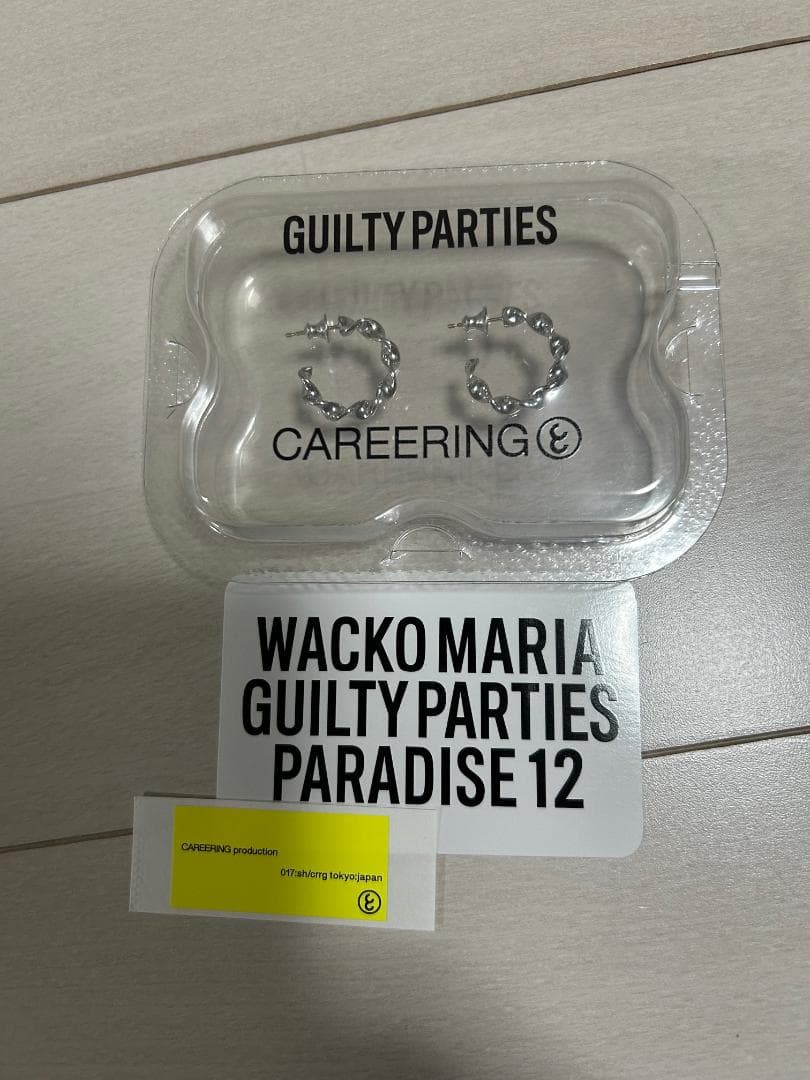 GUILTY PARTIES
CAREERING
WACKO MARIA
GUILTY PARTIES
PARADISE 12
CAREERING production
017:sh/crrg tokyo:japan